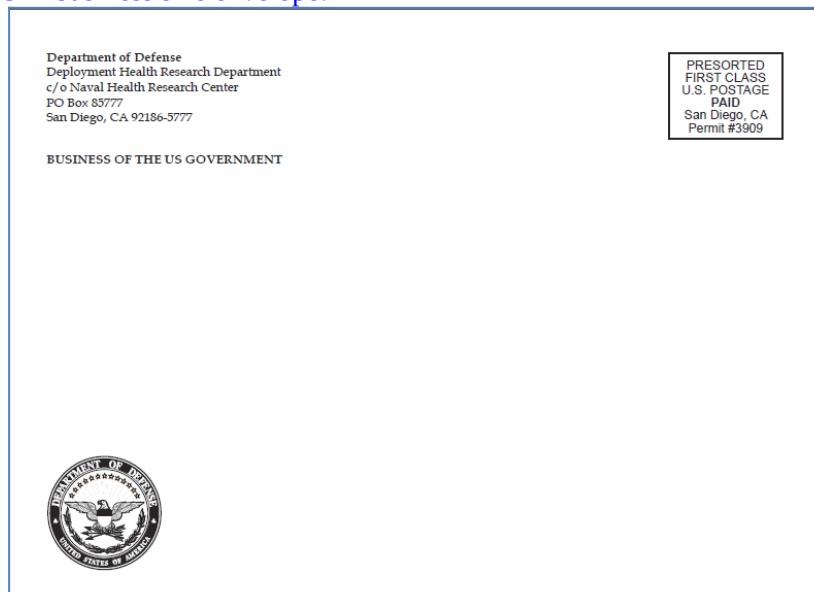 Department of Defense
Deployment Health Research Department
c/o Naval Health Research Center
PO Box 85777
San Diego, CA 92186-5777
BUSINESS OF THE US GOVERNMENT
PRESORTED
FIRST CLASS
U.S. POSTAGE
PAID
San Diego, CA
Permit #3909
DEPARTMENT OF DEFENSE
UNITED STATES OF AMERICA